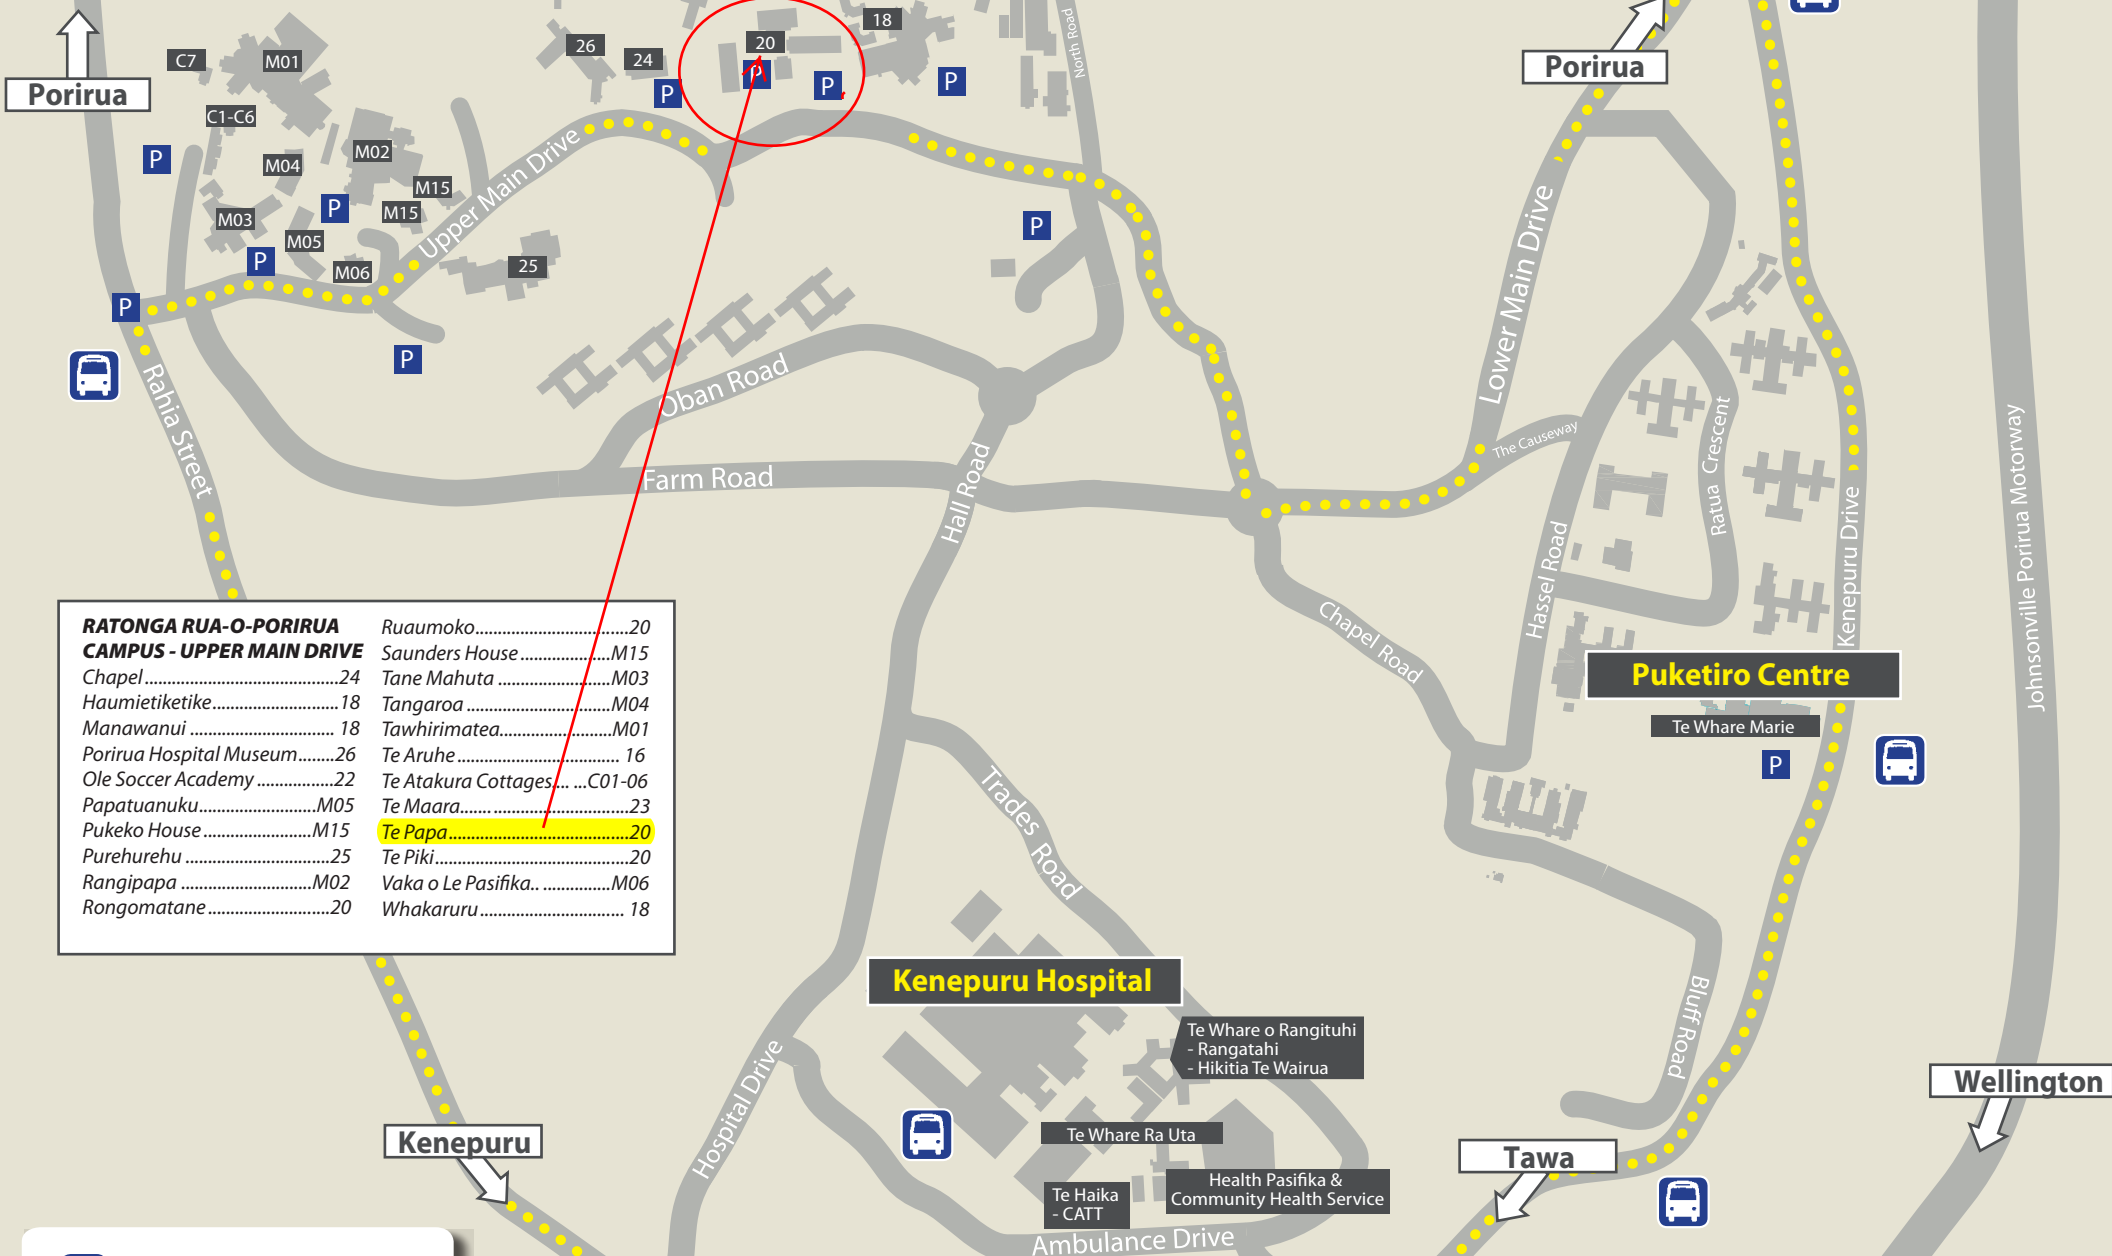 Porirua
C7
M01
C1-C6
M04
M02
M15
M15
M03
M05
M06
P
P
P
P
P
26
24
20
18
P
P
P
P
P
25
North Road
Upper Main Drive
Rahia Street
Oban Road
Farm Road
Hall Road
Porirua
Lower Main Drive
The Causeway
Ratua Crescent
Hassel Road
Kenepuru Drive
Johnsonville Porirua Motorway
Chapel Road
Puketiro Centre
Te Whare Marie
P
RATONGA RUA-O-PORIRUA
CAMPUS - UPPER MAIN DRIVE
Chapel.............................................24
Haumietiketike.............................18
Manawanui ................................. 18
Porirua Hospital Museum........26
Ole Soccer Academy ..................22
Papatuanuku...........................M05
Pukeko House .........................M15
Purehurehu ..................................25
Rangipapa ..............................M02
Rongomatane............................20
Ruaumoko...................................20
Saunders House.....................M15
Tane Mahuta ..........................M03
Tangaroa .................................M04
Tawhirimatea..........................M01
Te Aruhe...................................... 16
Te Atakura Cottages.... ...C01-06
Te Maara....... ...............................23
Te Papa..........................................20
Te Piki.............................................20
Vaka o Le Pasifika.. ................M06
Whakaruru................................. 18
Trades Road
Kenepuru Hospital
Te Whare o Rangituhi
- Rangatahi
- Hikitia Te Wairua
Te Whare Ra Uta
Health Pasifika &
Community Health Service
Te Haika
- CATT
Hospital Drive
Ambulance Drive
Bluff Road
Kenepuru
Tawa
Wellington